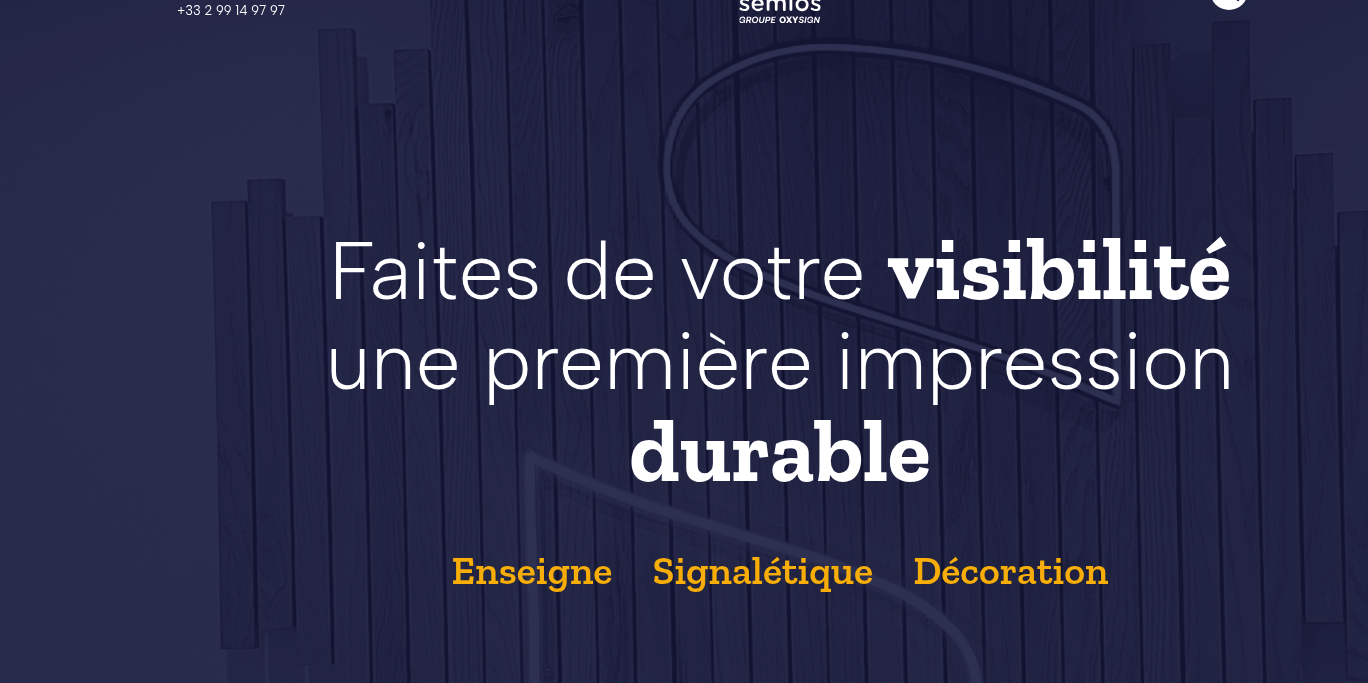 +33 2 99 14 97 97
semios
GROUPE OXYSIGN
Faites de votre visibilité
une première impression
durable
Enseigne Signalétique Décoration